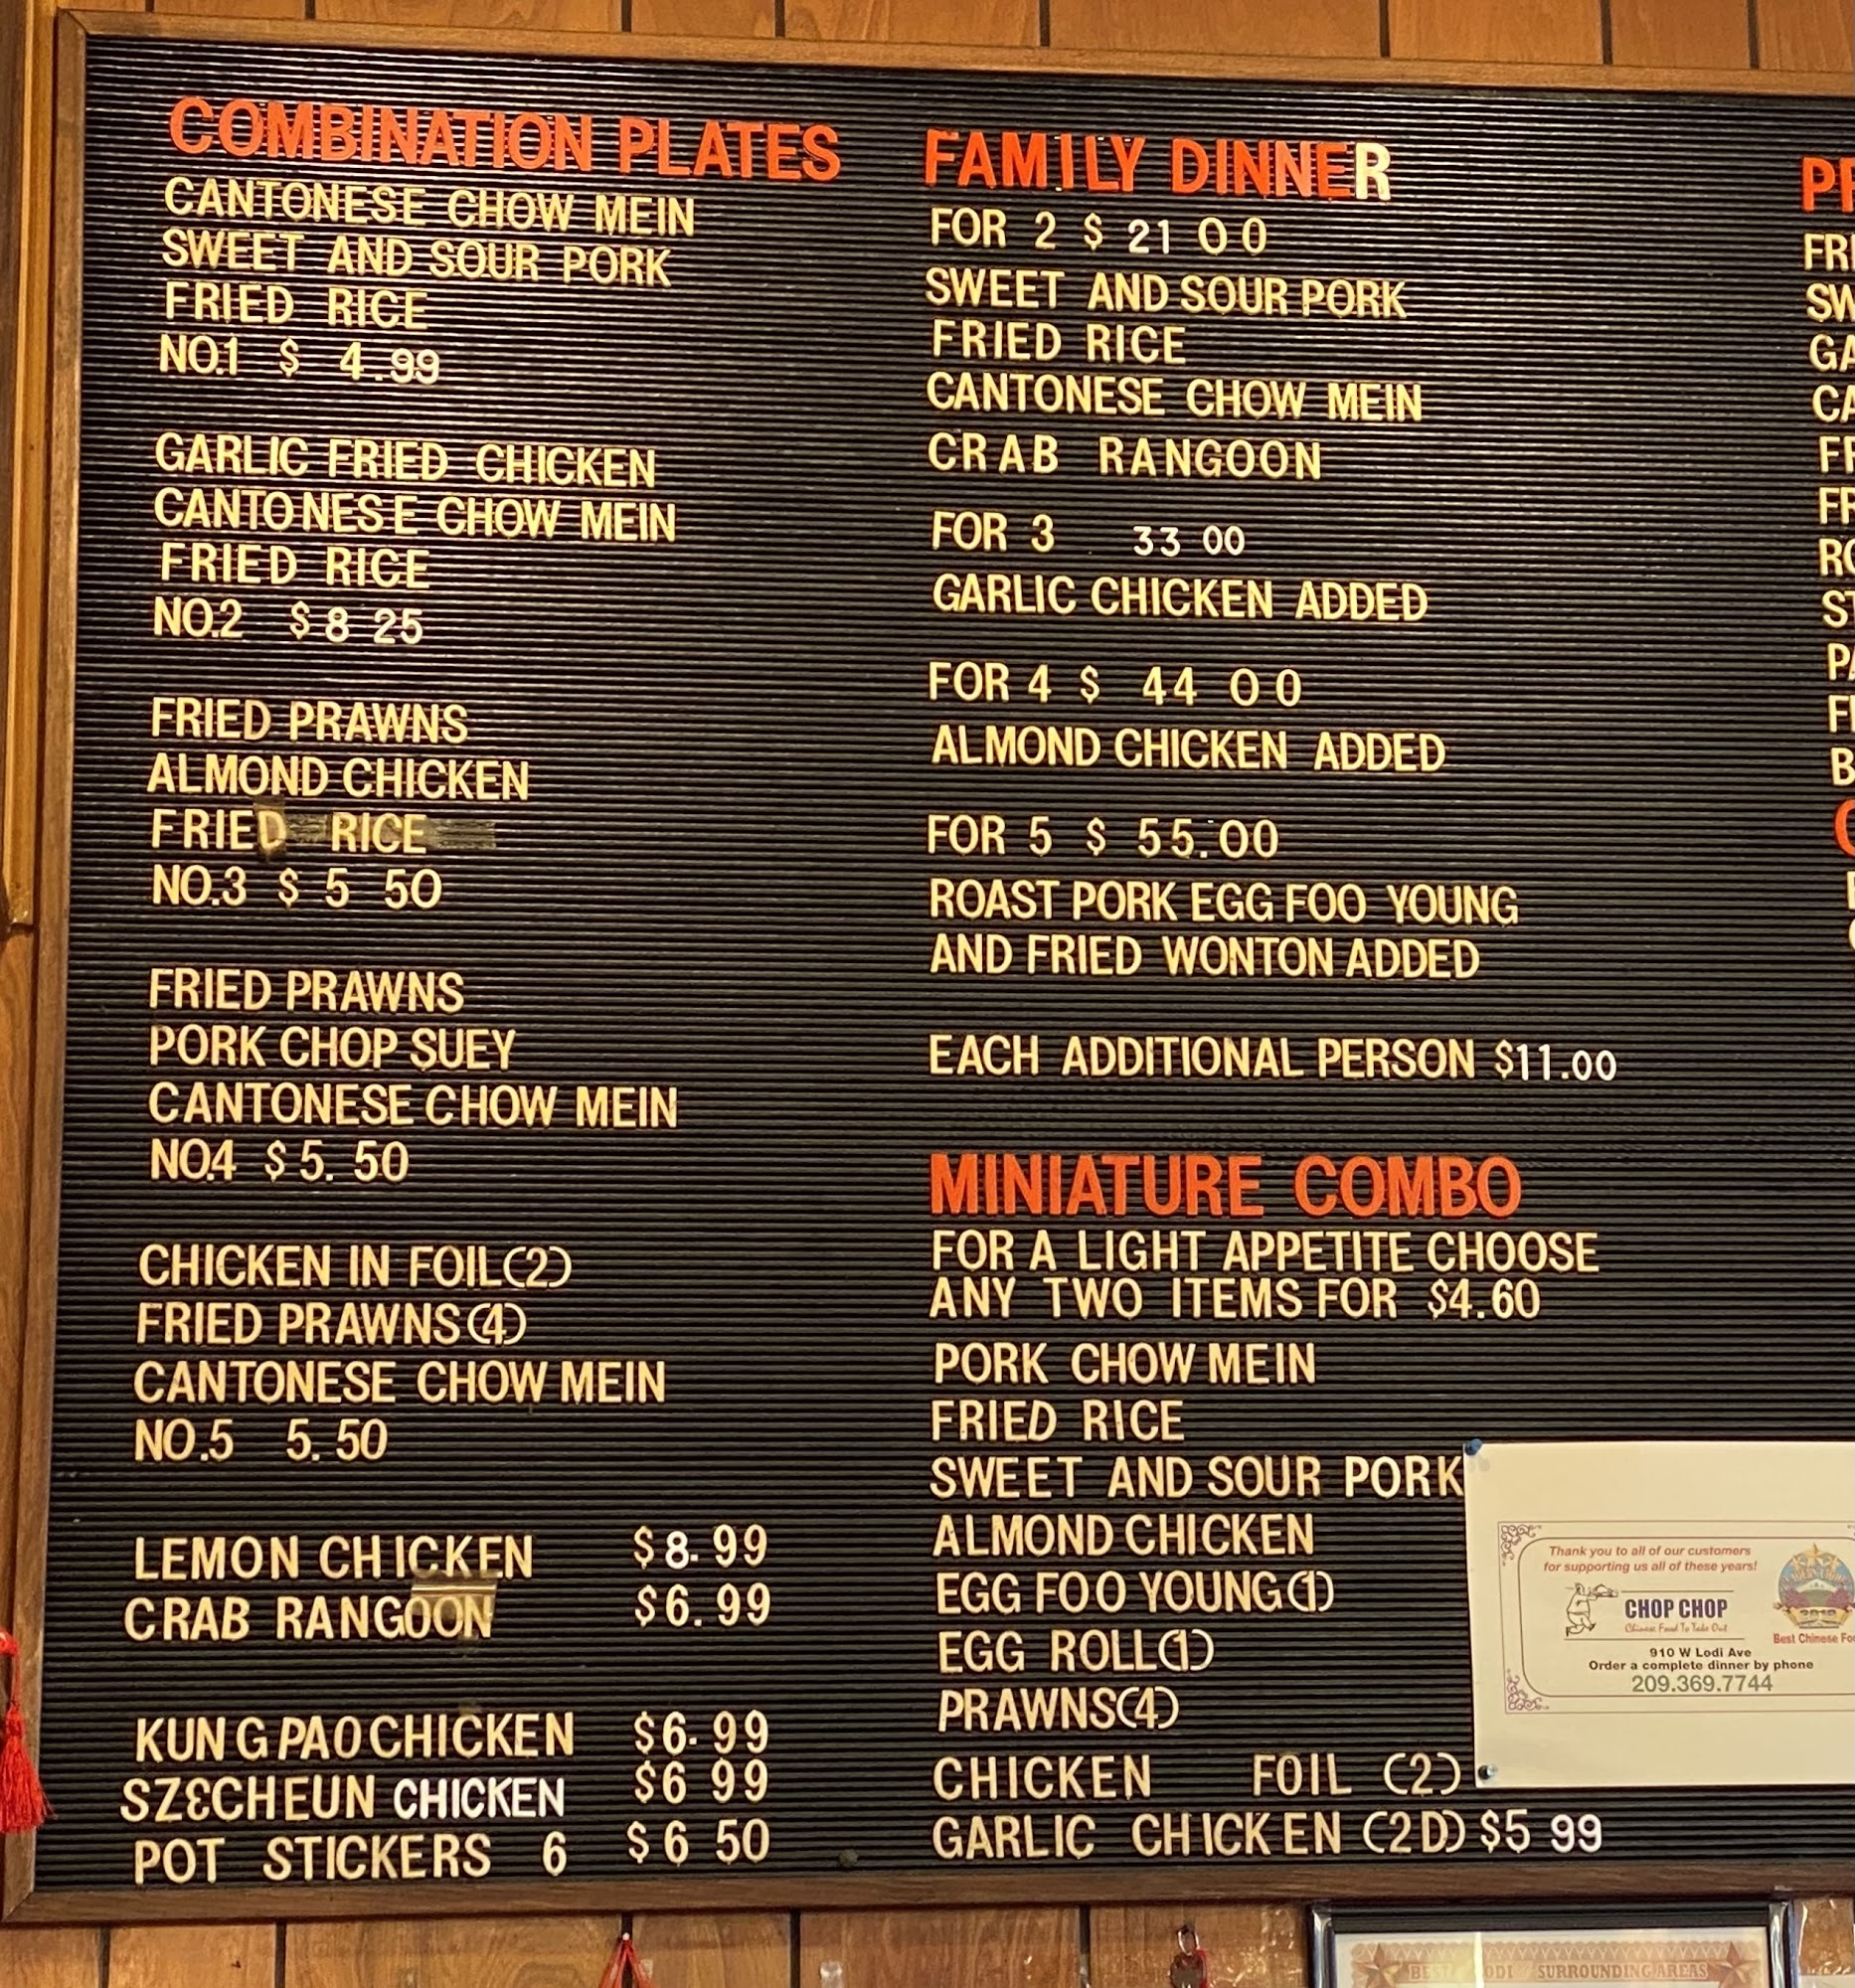 COMBINATION PLATES
CANTONESE CHOW MEIN
SWEET AND SOUR PORK
FRIED RICE
NO.1 $ 4.99
GARLIC FRIED CHICKEN
CANTONESE CHOW MEIN
FRIED RICE
NO.2 $ 8 25
FRIED PRAWNS
ALMOND CHICKEN
FRIED RICE
NO.3 $ 5 50
FRIED PRAWNS
PORK CHOP SUEY
CANTONESE CHOW MEIN
NO.4 $ 5.50
CHICKEN IN FOIL(2)
FRIED PRAWNS(4)
CANTONESE CHOW MEIN
NO.5 5.50
LEMON CHICKEN $8.99
CRAB RANGOON $6.99
KUNG PAO CHICKEN $6.99
SZECHEUN CHICKEN $6 99
POT STICKERS 6 $6 50
FAMILY DINNER
FOR 2 $ 21 00
SWEET AND SOUR PORK
FRIED RICE
CANTONESE CHOW MEIN
CRAB RANGOON
FOR 3 33 00
GARLIC CHICKEN ADDED
FOR 4 $ 44 00
ALMOND CHICKEN ADDED
FOR 5 $ 55.00
ROAST PORK EGG FOO YOUNG
AND FRIED WONTON ADDED
EACH ADDITIONAL PERSON $11.00
MINIATURE COMBO
FOR A LIGHT APPETITE CHOOSE
ANY TWO ITEMS FOR $4.60
PORK CHOW MEIN
FRIED RICE
SWEET AND SOUR PORK
ALMOND CHICKEN
EGG FOO YOUNG(1)
EGG ROLL(1)
PRAWNS(4)
CHICKEN FOIL (2)
GARLIC CHICKEN (2D) $5 99
Thank you to all of our customers
for supporting us all of these years!
CHOP CHOP
Chinese Food To Take Out
Best Chinese
910 W Lodi Ave
Order a complete dinner by phone
209.369.7744
SURROUNDING AREAS